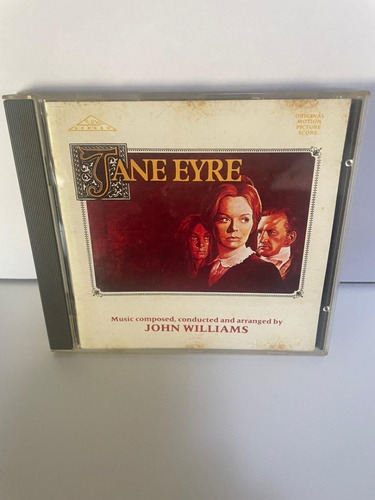 ORIGINAL
MOTION
PICTURE
SCORE
JANE EYRE
Music composed, conducted and arranged by
JOHN WILLIAMS